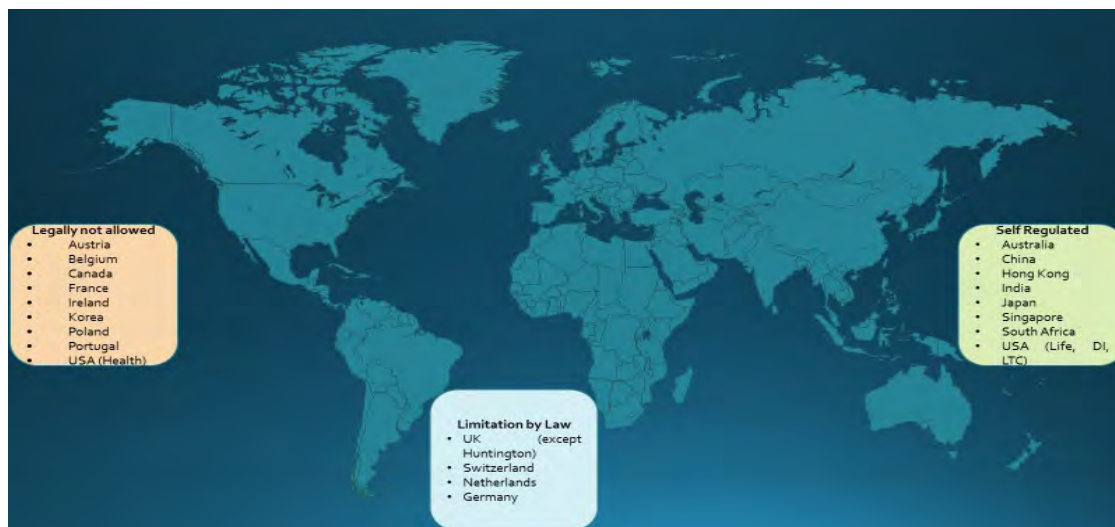 Legally not allowed
• Austria
• Belgium
• Canada
• France
• Ireland
• Korea
• Poland
• Portugal
• USA (Health)
Limitation by Law
• UK (except
Huntington)
• Switzerland
• Netherlands
• Germany
Self Regulated
• Australia
• China
• Hong Kong
• India
• Japan
• Singapore
• South Africa
• USA (Life, DI,
LTC)